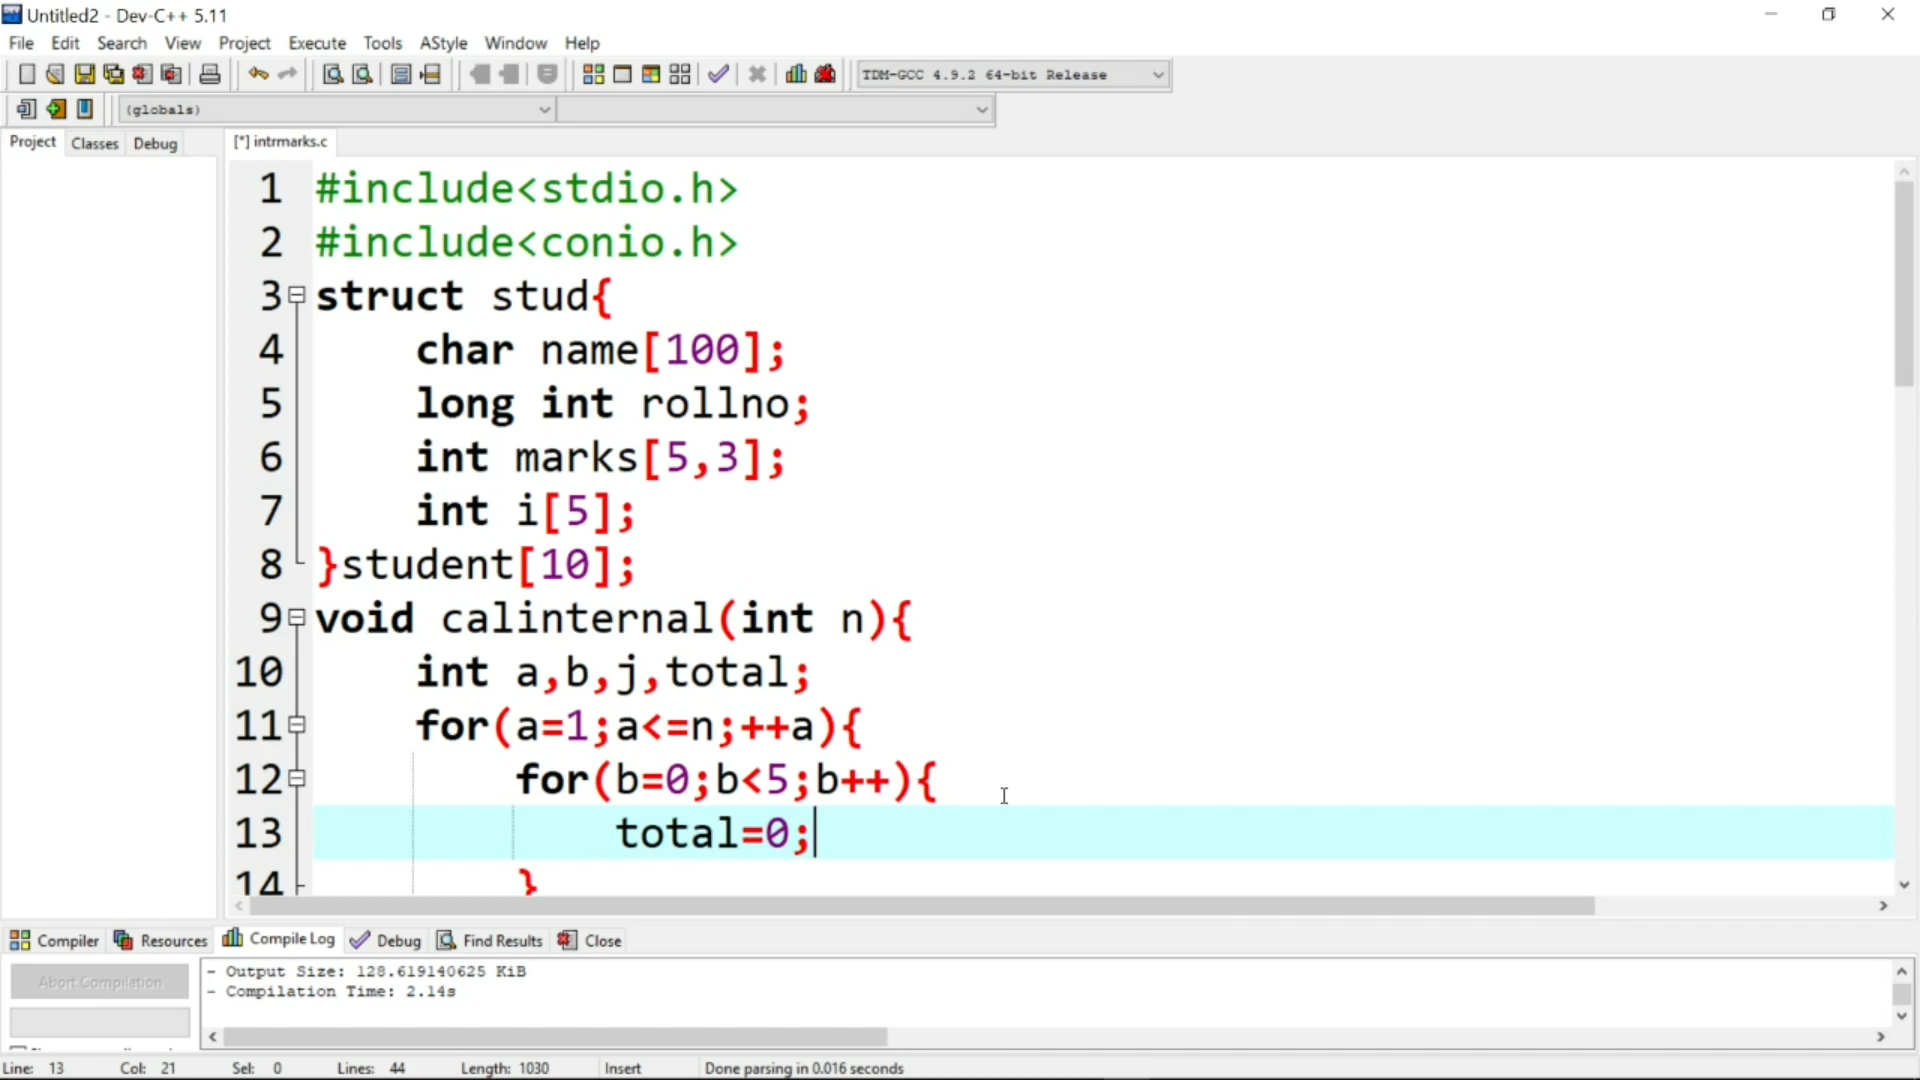 Untitled2 - Dev-C++ 5.11
File Edit Search View Project Execute Tools AStyle Window Help
TDM-GCC 4.9.2 64-bit Release
(globals)
Project Classes Debug [*] intrmarks.c
1 #include<stdio.h>
2 #include<conio.h>
3 struct stud{
4 char name[100];
5 long int rollno;
6 int marks[5,3];
7 int i[5];
8 }student[10];
9 void calinternal(int n){
10 int a,b,j,total;
11 for(a=1;a<=n;++a){
12 for(b=0;b<5;b++){
13 total=0;
14 }
Compiler Resources Compile Log Debug Find Results Close
Abort Compilation
- Output Size: 128.619140625 KiB
- Compilation Time: 2.14s
Line: 13 Col: 21 Sel: 0 Lines: 44 Length: 1030 Insert Done parsing in 0.016 seconds